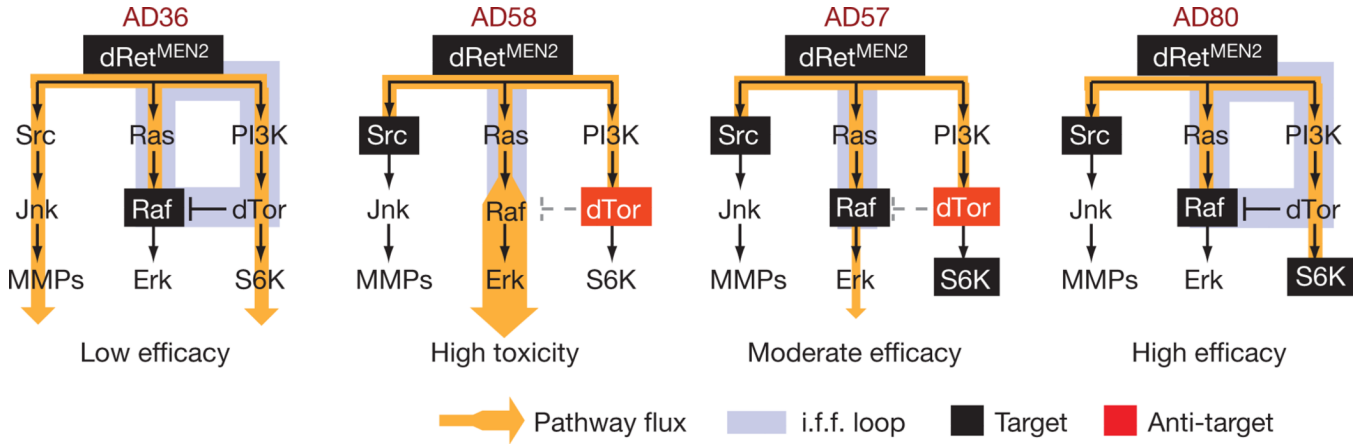 AD36 AD58 AD57 AD80
dRetMEN2 dRetMEN2 dRetMEN2 dRetMEN2
Src Ras PI3K Src Ras PI3K Src Ras PI3K Src Ras PI3K
Jnk Raf dTor Jnk Raf dTor Jnk Raf dTor Jnk Raf dTor
MMPs Erk S6K MMPs Erk S6K MMPs Erk S6K MMPs Erk S6K
Low efficacy High toxicity Moderate efficacy High efficacy
Pathway flux i.f.f. loop Target Anti-target